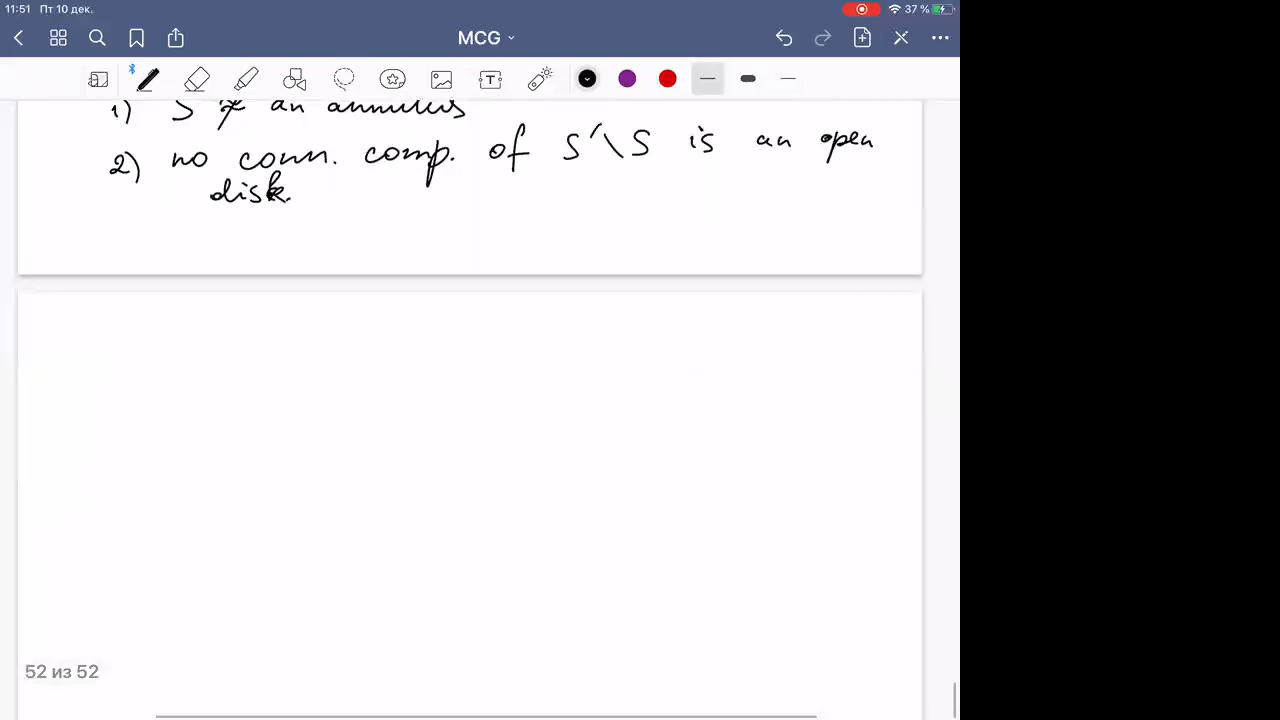 11:51 Пт 10 дек.
37 %
MCG
1) S ≠ an annulus
2) no conn. comp. of S'\S is an open
disk.
52 из 52